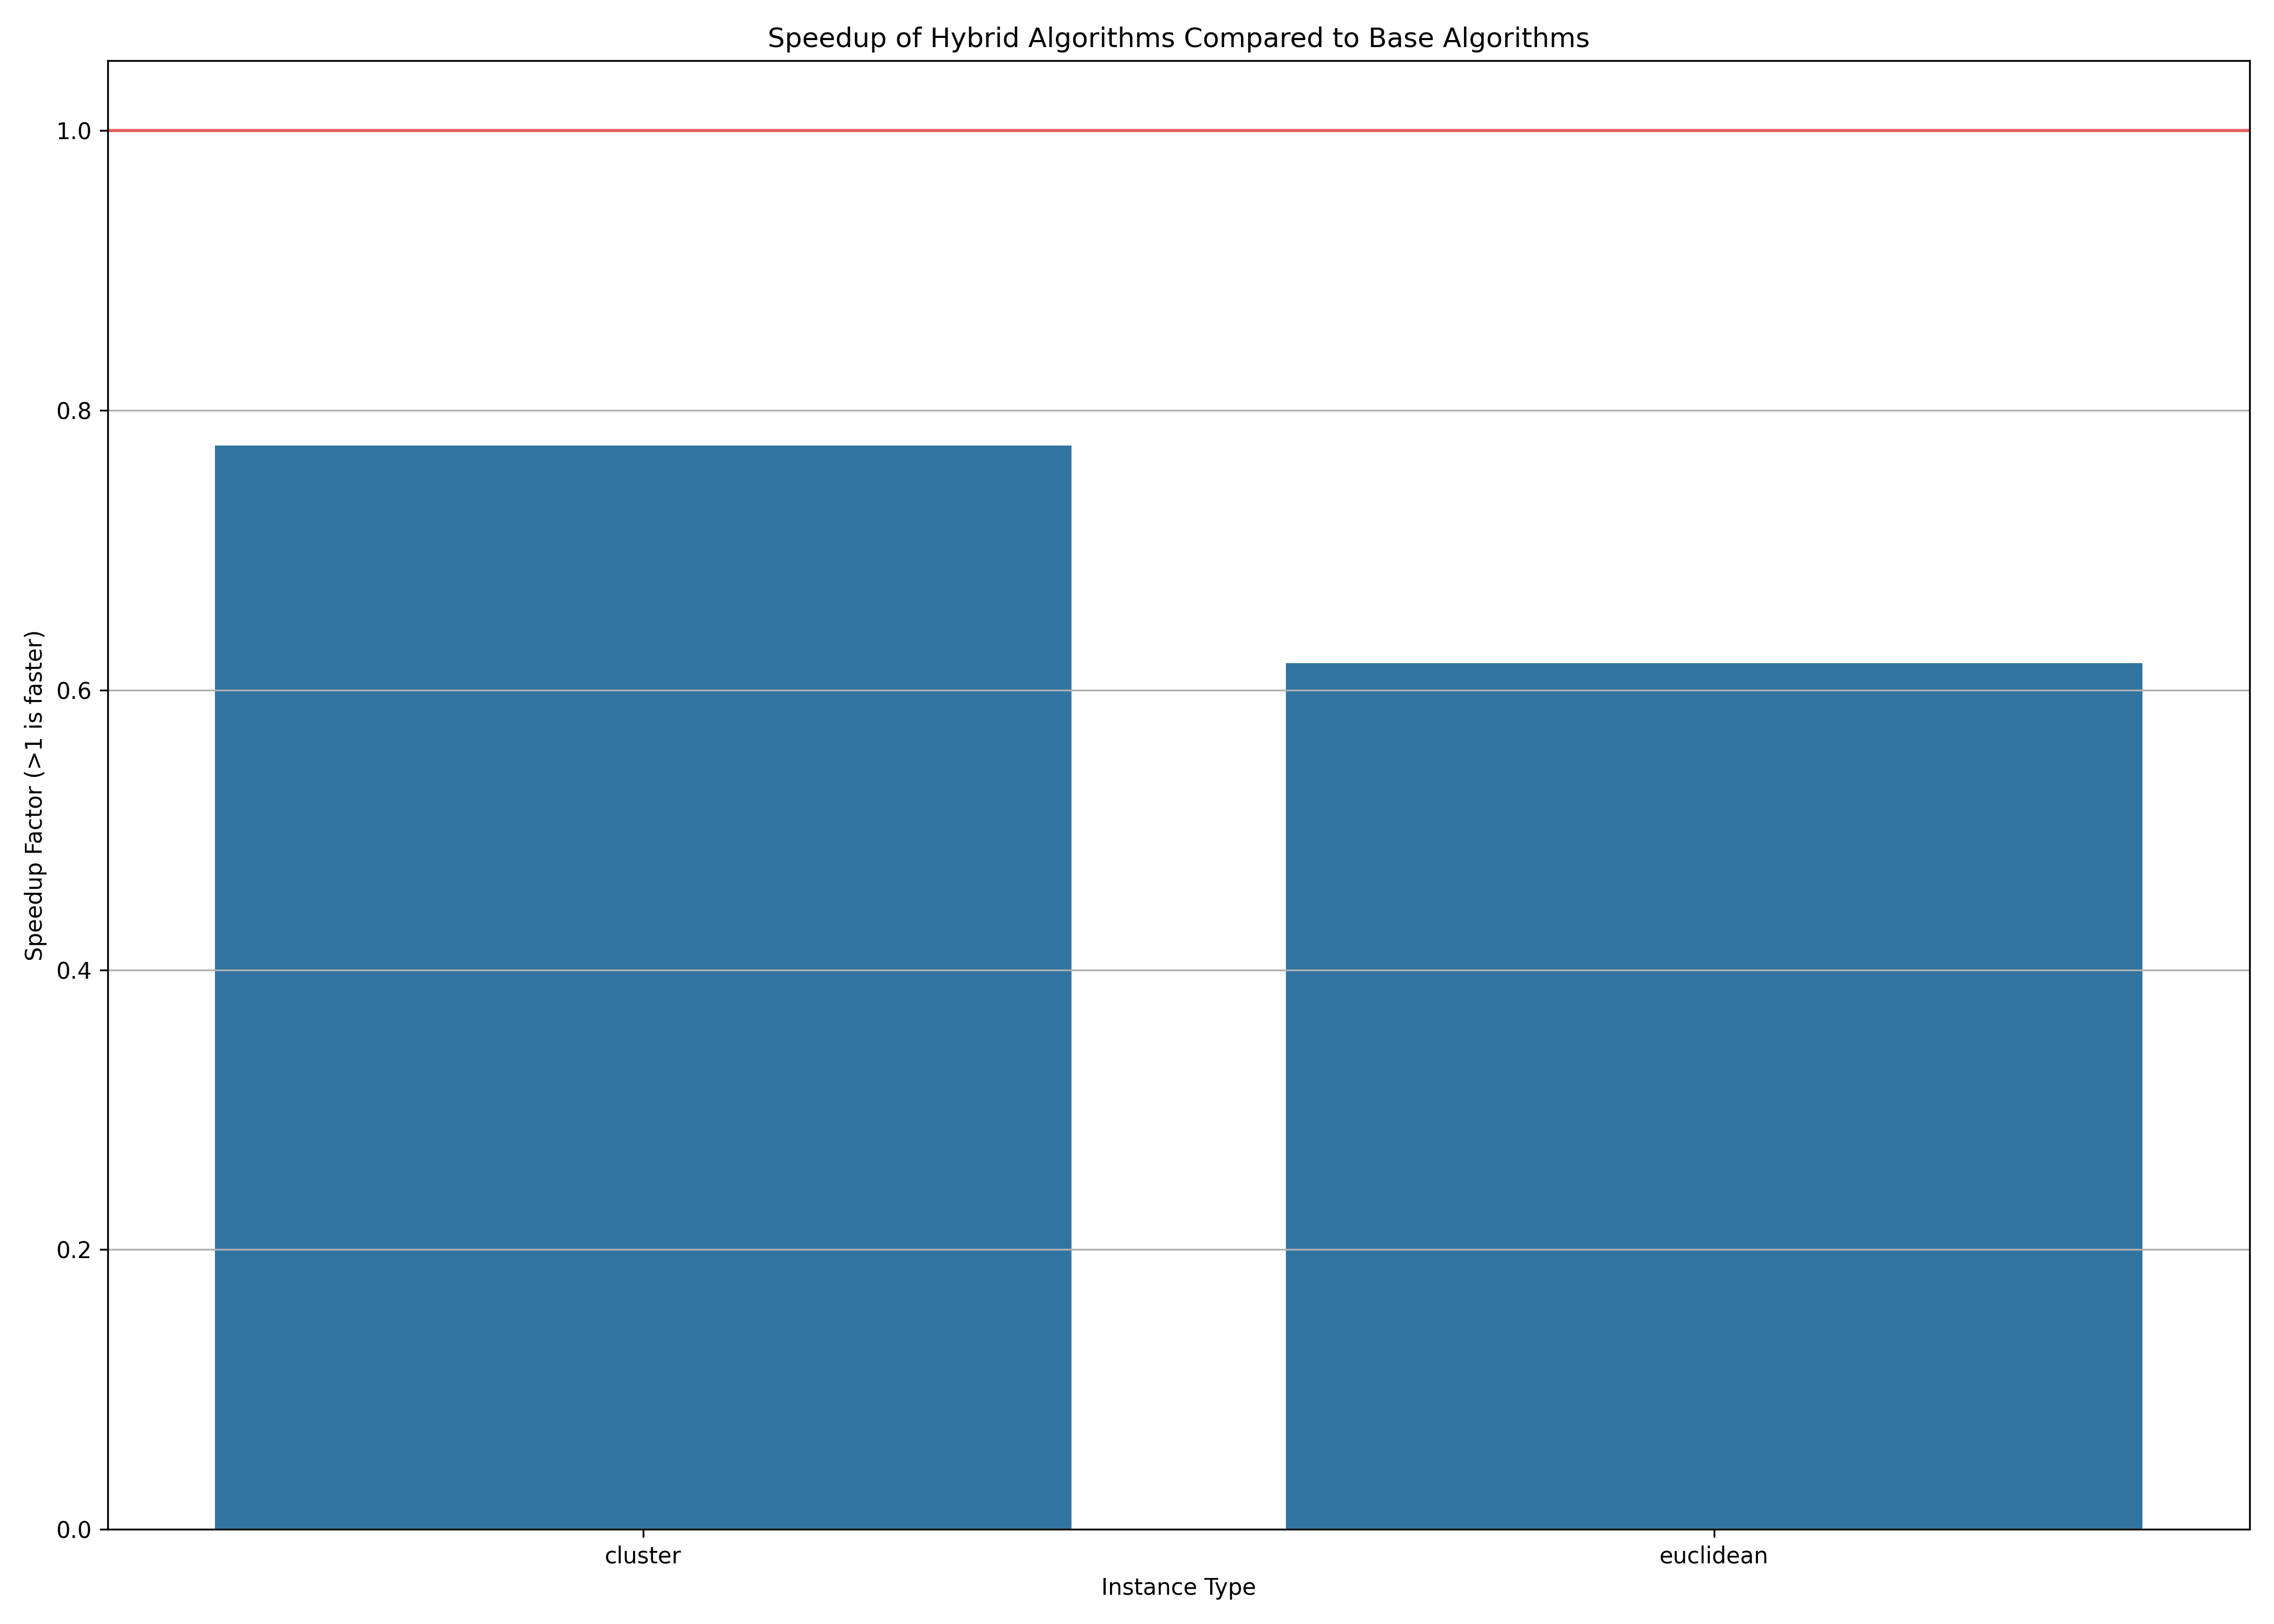 Speedup of Hybrid Algorithms Compared to Base Algorithms
Speedup Factor (>1 is faster)
1.0
0.8
0.6
0.4
0.2
0.0
cluster
euclidean
Instance Type